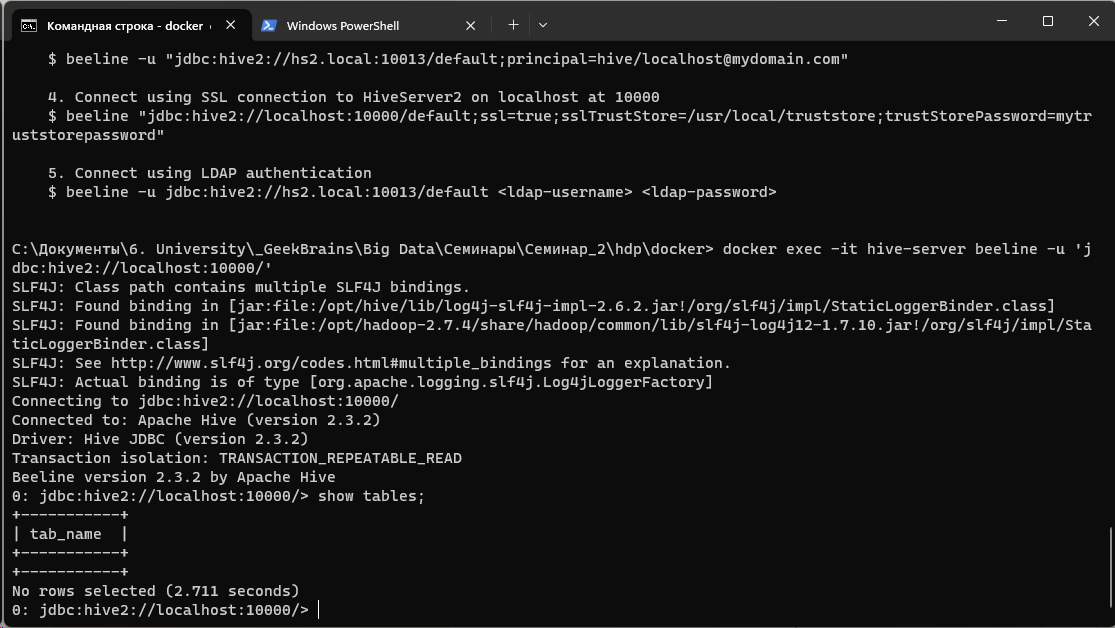 Командная строка - docker
Windows PowerShell
$ beeline -u "jdbc:hive2://hs2.local:10013/default;principal=hive/localhost@mydomain.com"
4. Connect using SSL connection to HiveServer2 on localhost at 10000
$ beeline "jdbc:hive2://localhost:10000/default;ssl=true;sslTrustStore=/usr/local/truststore;trustStorePassword=mytr
uststorepassword"
5. Connect using LDAP authentication
$ beeline -u jdbc:hive2://hs2.local:10013/default <ldap-username> <ldap-password>
C:\Документы\6. University\_GeekBrains\Big Data\Семинары\Семинар_2\hdp\docker> docker exec -it hive-server beeline -u 'j
dbc:hive2://localhost:10000/'
SLF4J: Class path contains multiple SLF4J bindings.
SLF4J: Found binding in [jar:file:/opt/hive/lib/log4j-slf4j-impl-2.6.2.jar!/org/slf4j/impl/StaticLoggerBinder.class]
SLF4J: Found binding in [jar:file:/opt/hadoop-2.7.4/share/hadoop/common/lib/slf4j-log4j12-1.7.10.jar!/org/slf4j/impl/Sta
ticLoggerBinder.class]
SLF4J: See http://www.slf4j.org/codes.html#multiple_bindings for an explanation.
SLF4J: Actual binding is of type [org.apache.logging.slf4j.Log4jLoggerFactory]
Connecting to jdbc:hive2://localhost:10000/
Connected to: Apache Hive (version 2.3.2)
Driver: Hive JDBC (version 2.3.2)
Transaction isolation: TRANSACTION_REPEATABLE_READ
Beeline version 2.3.2 by Apache Hive
0: jdbc:hive2://localhost:10000/> show tables;
+-----------+
| tab_name  |
+-----------+
+-----------+
No rows selected (2.711 seconds)
0: jdbc:hive2://localhost:10000/>